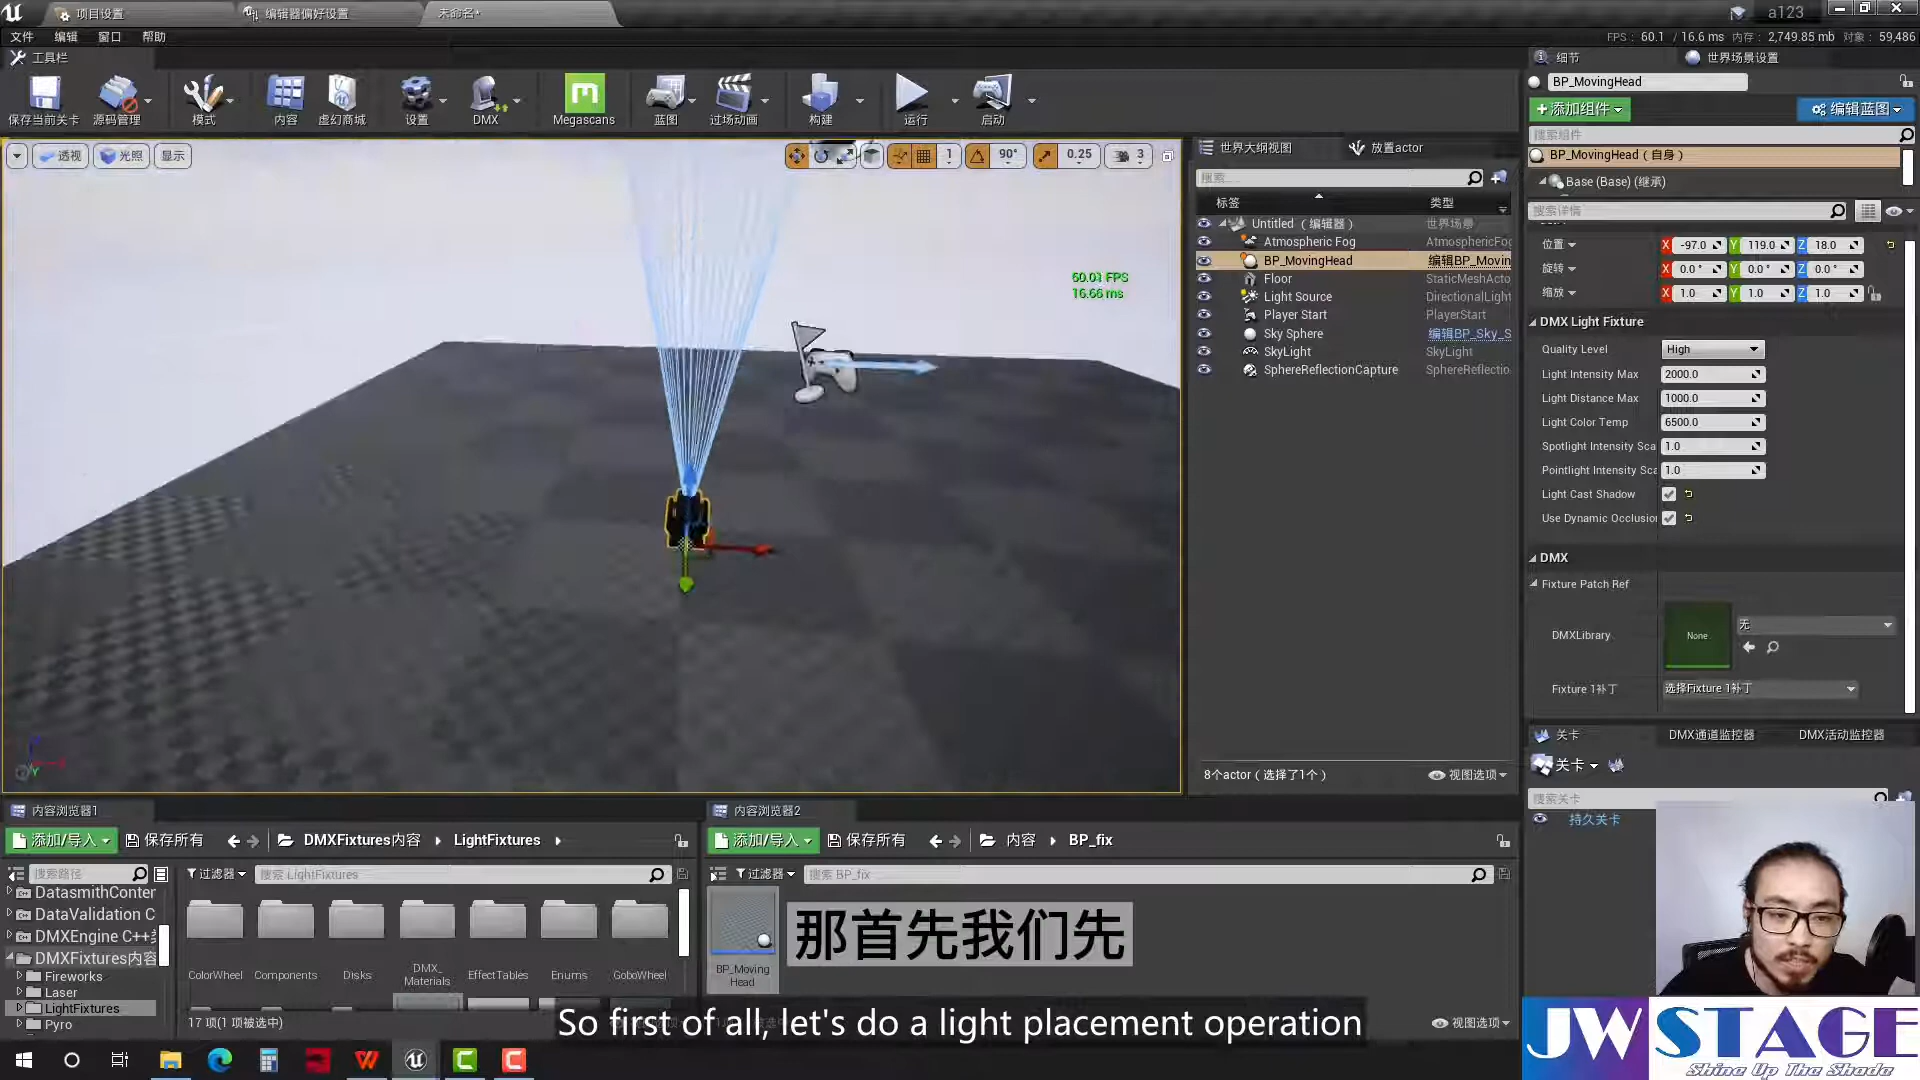 项目设置
编辑器偏好设置
未命名*
a123
文件 编辑 窗口 帮助
FPS： 60.1 / 16.6 ms 内存： 2,749.85 mb 对象： 59,486
工具栏
保存当前关卡 源码管理 模式 内容 虚幻商城 设置 DMX Megascans 蓝图 过场动画 构建 运行 启动
透视 光照 显示
1 90° 0.25 3
60.01 FPS
16.66 ms
世界大纲视图 放置actor
搜索...
标签 类型
Untitled （编辑器） 世界场景
Atmospheric Fog AtmosphericFog
BP_MovingHead 编辑BP_Movin
Floor StaticMeshActo
Light Source DirectionalLight
Player Start PlayerStart
Sky Sphere 编辑BP_Sky_S
SkyLight SkyLight
SphereReflectionCapture SphereReflectio
8个actor（选择了1个） 视图选项
细节 世界场景设置
BP_MovingHead
+添加组件 编辑蓝图
搜索组件
BP_MovingHead（自身）
Base (Base) (继承)
搜索详情
位置 X -97.0 Y 119.0 Z 18.0
旋转 X 0.0° Y 0.0° Z 0.0°
缩放 X 1.0 Y 1.0 Z 1.0
DMX Light Fixture
Quality Level High
Light Intensity Max 2000.0
Light Distance Max 1000.0
Light Color Temp 6500.0
Spotlight Intensity Sca 1.0
Pointlight Intensity Sca 1.0
Light Cast Shadow
Use Dynamic Occlusion
DMX
Fixture Patch Ref
DMXLibrary None 无
Fixture 1补丁 选择Fixture 1补丁
关卡 DMX通道监控器 DMX活动监控器
关卡
搜索关卡
持久关卡
内容浏览器1
添加/导入 保存所有 DMXFixtures内容 LightFixtures
搜索路径 过滤器 搜索 LightFixtures
DatasmithConten
DataValidation C
DMXEngine C++类
DMXFixtures内容
Fireworks
Laser
LightFixtures
Pyro
ColorWheel Components Disks DMX_Materials EffectTables Enums GoboWheel
17 项(1 项被选中)
内容浏览器2
添加/导入 保存所有 内容 BP_fix
过滤器 搜索 BP_fix
BP_Moving
Head
视图选项
那首先我们先
So first of all, let's do a light placement operation
JWSTAGE
Shine Up The Shade